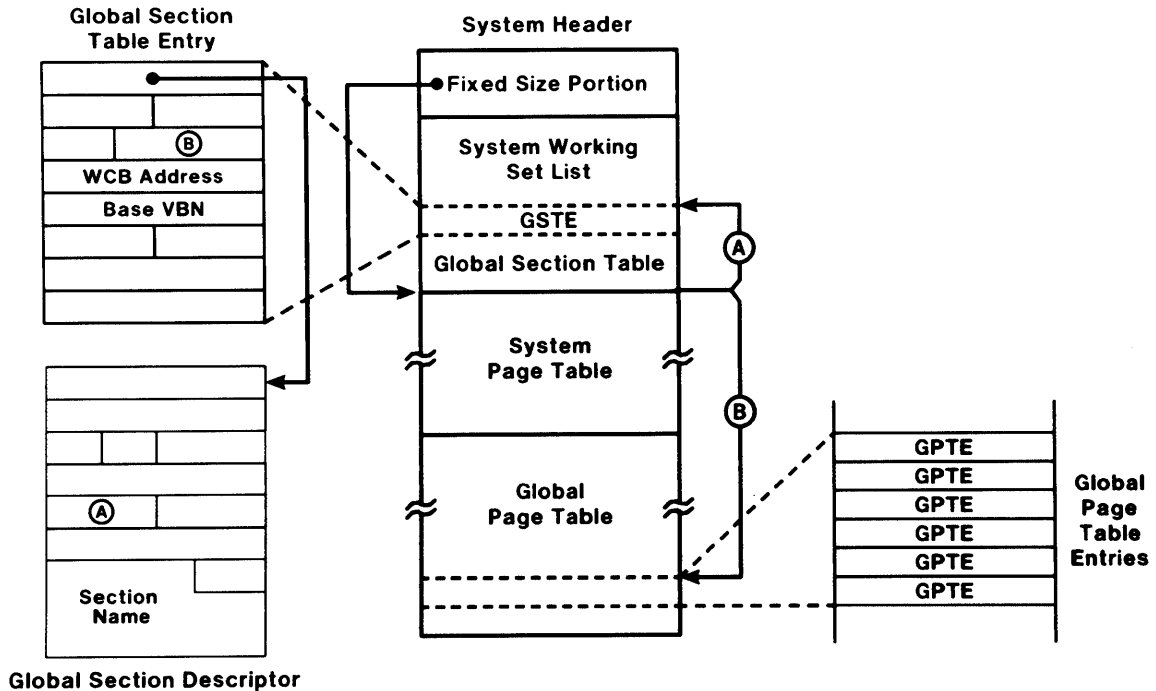 Global Section
Table Entry
B
WCB Address
Base VBN
A
Section
Name
Global Section Descriptor
System Header
Fixed Size Portion
System Working
Set List
GSTE
Global Section Table
System
Page Table
Global
Page Table
A
B
GPTE
GPTE
GPTE
GPTE
GPTE
GPTE
Global
Page
Table
Entries